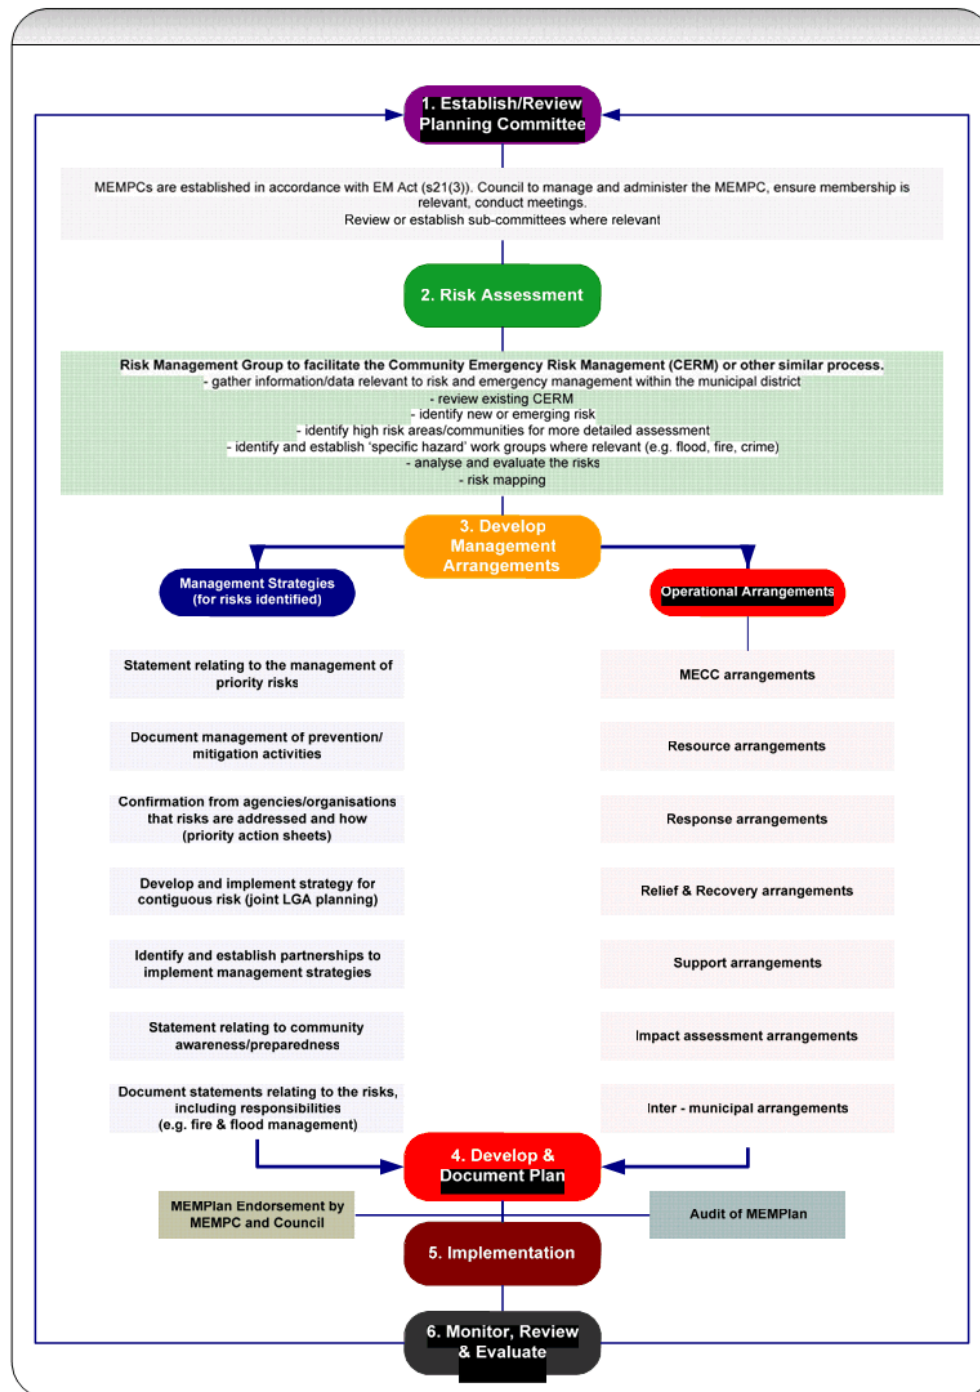 1. Establish/Review
Planning Committee
MEMPCs are established in accordance with EM Act (s21(3)). Council to manage and administer the MEMPC, ensure membership is
relevant, conduct meetings.
Review or establish sub-committees where relevant
2. Risk Assessment
Risk Management Group to facilitate the Community Emergency Risk Management (CERM) or other similar process.
- gather information/data relevant to risk and emergency management within the municipal district
- review existing CERM
- identify new or emerging risk
- identify high risk areas/communities for more detailed assessment
- identify and establish ‘specific hazard’ work groups where relevant (e.g. flood, fire, crime)
- analyse and evaluate the risks
- risk mapping
3. Develop
Management
Arrangements
Management Strategies
(for risks identified)
Statement relating to the management of
priority risks
Document management of prevention/
mitigation activities
Confirmation from agencies/organisations
that risks are addressed and how
(priority action sheets)
Develop and implement strategy for
contiguous risk (joint LGA planning)
Identify and establish partnerships to
implement management strategies
Statement relating to community
awareness/preparedness
Document statements relating to the risks,
including responsibilities
(e.g. fire & flood management)
Operational Arrangements
MECC arrangements
Resource arrangements
Response arrangements
Relief & Recovery arrangements
Support arrangements
Impact assessment arrangements
Inter - municipal arrangements
4. Develop &
Document Plan
MEMPlan Endorsement by
MEMPC and Council
Audit of MEMPlan
5. Implementation
6. Monitor, Review
& Evaluate